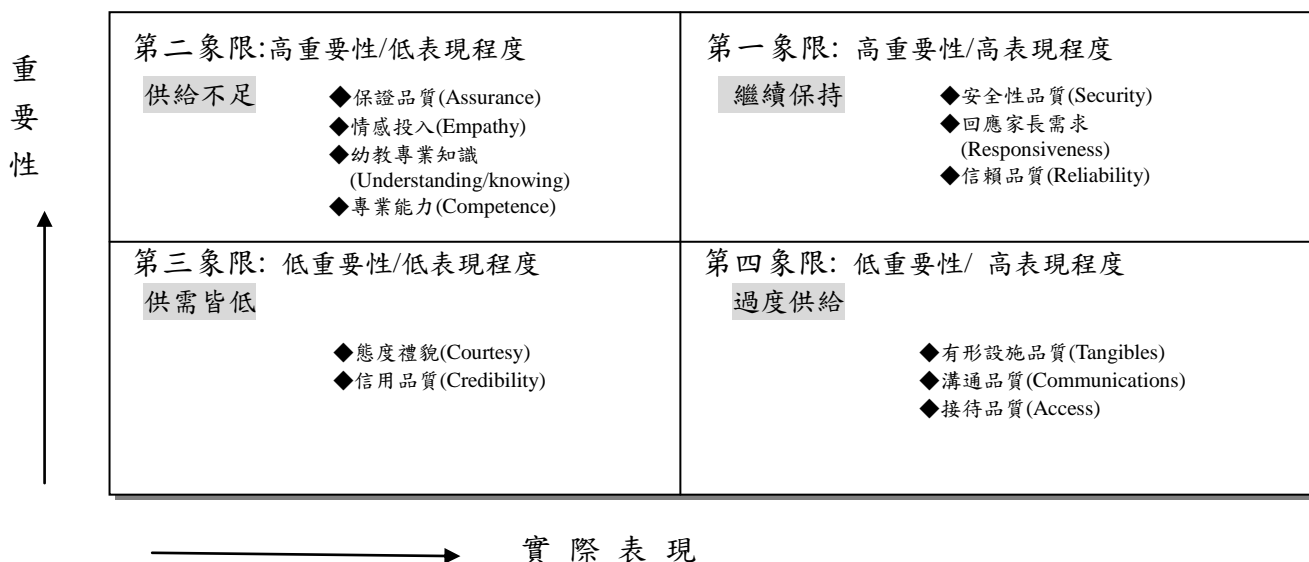 重
要
性
第二象限:高重要性/低表現程度
供給不足
◆保證品質(Assurance)
◆情感投入(Empathy)
◆幼教專業知識
(Understanding/knowing)
◆專業能力(Competence)
第一象限: 高重要性/高表現程度
繼續保持
◆安全性品質(Security)
◆回應家長需求
(Responsiveness)
◆信賴品質(Reliability)
第三象限: 低重要性/低表現程度
供需皆低
◆態度禮貌(Courtesy)
◆信用品質(Credibility)
第四象限: 低重要性/ 高表現程度
過度供給
◆有形設施品質(Tangibles)
◆溝通品質(Communications)
◆接待品質(Access)
實 際 表 現